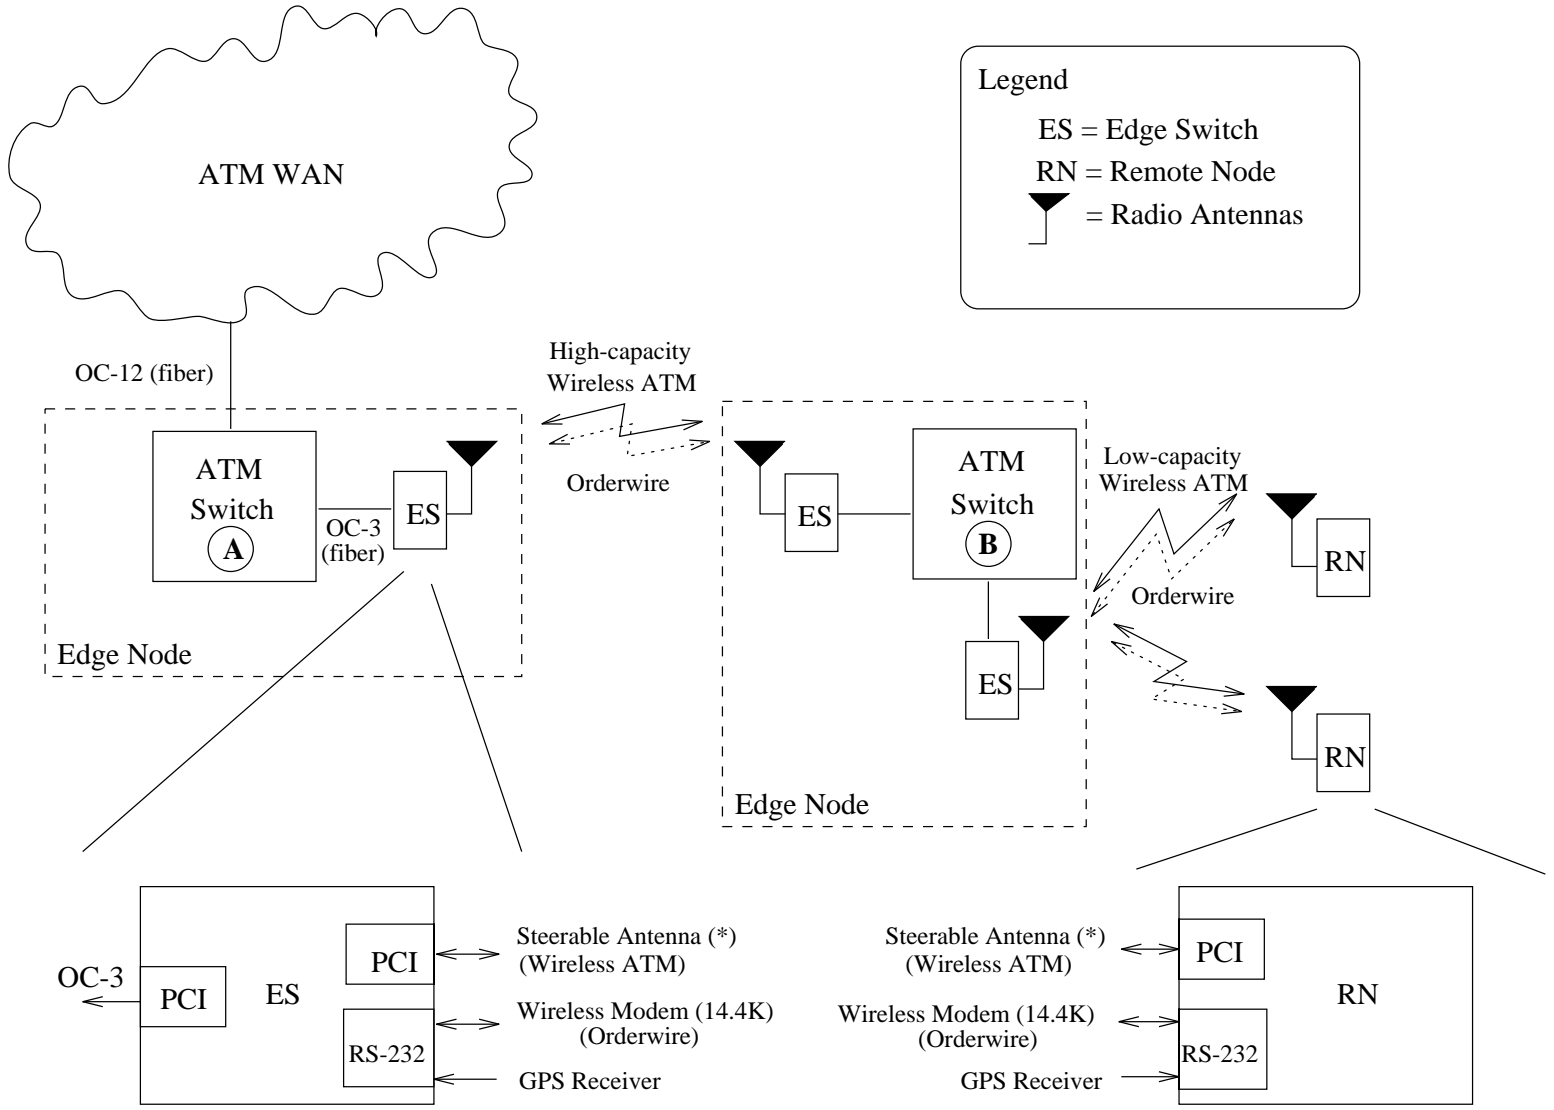 ATM WAN
Legend
ES = Edge Switch
RN = Remote Node
= Radio Antennas
OC-12 (fiber)
High-capacity
Wireless ATM
Orderwire
ATM
Switch
A
OC-3
(fiber)
ES
Edge Node
ES
ATM
Switch
B
ES
Edge Node
Low-capacity
Wireless ATM
Orderwire
RN
RN
OC-3
PCI
ES
PCI
RS-232
Steerable Antenna (*)
(Wireless ATM)
Wireless Modem (14.4K)
(Orderwire)
GPS Receiver
Steerable Antenna (*)
(Wireless ATM)
Wireless Modem (14.4K)
(Orderwire)
GPS Receiver
PCI
RS-232
RN